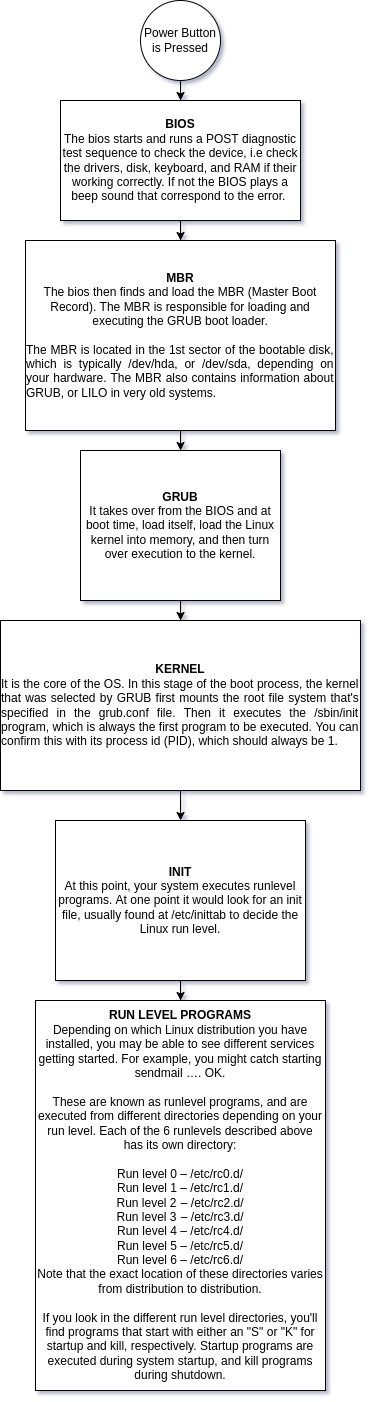 Power Button
is Pressed
BIOS
The bios starts and runs a POST diagnostic
test sequence to check the device, i.e check
the drivers, disk, keyboard, and RAM if their
working correctly. If not the BIOS plays a
beep sound that correspond to the error.
MBR
The bios then finds and load the MBR (Master Boot
Record). The MBR is responsible for loading and
executing the GRUB boot loader.
The MBR is located in the 1st sector of the bootable disk,
which is typically /dev/hda, or /dev/sda, depending on
your hardware. The MBR also contains information about
GRUB, or LILO in very old systems.
GRUB
It takes over from the BIOS and at
boot time, load itself, load the Linux
kernel into memory, and then turn
over execution to the kernel.
KERNEL
It is the core of the OS. In this stage of the boot process, the kernel
that was selected by GRUB first mounts the root file system that's
specified in the grub.conf file. Then it executes the /sbin/init
program, which is always the first program to be executed. You can
confirm this with its process id (PID), which should always be 1.
INIT
At this point, your system executes runlevel
programs. At one point it would look for an init
file, usually found at /etc/inittab to decide the
Linux run level.
RUN LEVEL PROGRAMS
Depending on which Linux distribution you have
installed, you may be able to see different services
getting started. For example, you might catch starting
sendmail …. OK.
These are known as runlevel programs, and are
executed from different directories depending on your
run level. Each of the 6 runlevels described above
has its own directory:
Run level 0 – /etc/rc0.d/
Run level 1 – /etc/rc1.d/
Run level 2 – /etc/rc2.d/
Run level 3 – /etc/rc3.d/
Run level 4 – /etc/rc4.d/
Run level 5 – /etc/rc5.d/
Run level 6 – /etc/rc6.d/
Note that the exact location of these directories varies
from distribution to distribution.
If you look in the different run level directories, you'll
find programs that start with either an "S" or "K" for
startup and kill, respectively. Startup programs are
executed during system startup, and kill programs
during shutdown.